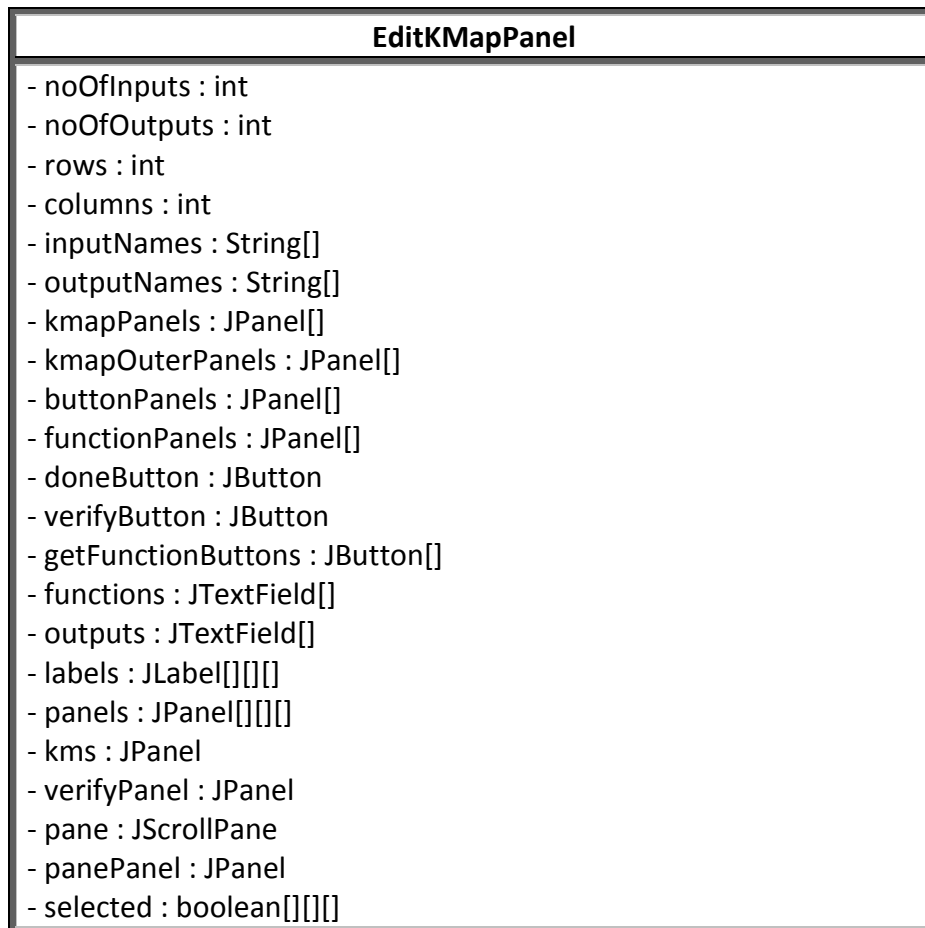 EditKMapPanel
- noOfInputs : int
- noOfOutputs : int
- rows : int
- columns : int
- inputNames : String[]
- outputNames : String[]
- kmapPanels : JPanel[]
- kmapOuterPanels : JPanel[]
- buttonPanels : JPanel[]
- functionPanels : JPanel[]
- doneButton : JButton
- verifyButton : JButton
- getFunctionButtons : JButton[]
- functions : JTextField[]
- outputs : JTextField[]
- labels : JLabel[][][]
- panels : JPanel[][][]
- kms : JPanel
- verifyPanel : JPanel
- pane : JScrollPane
- panePanel : JPanel
- selected : boolean[][][]